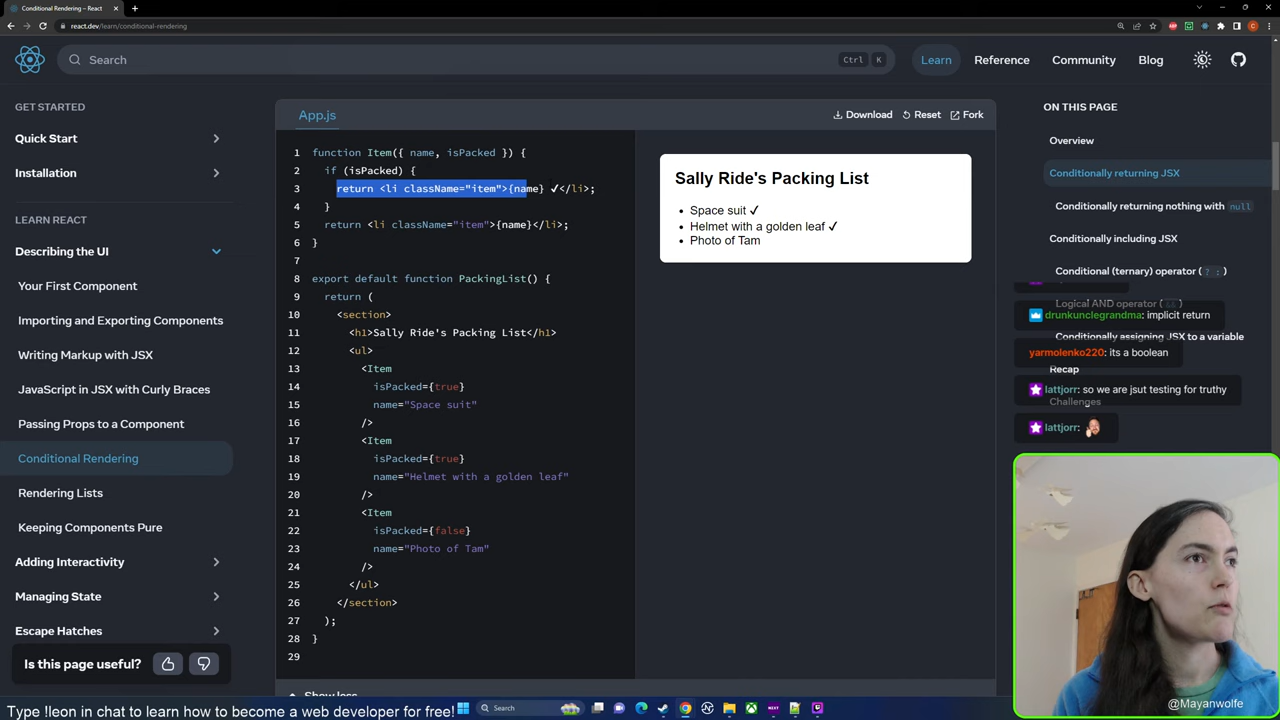 Conditional Rendering – React
react.dev/learn/conditional-rendering
Search
Ctrl K
Learn
Reference
Community
Blog
GET STARTED
Quick Start
Installation
LEARN REACT
Describing the UI
Your First Component
Importing and Exporting Components
Writing Markup with JSX
JavaScript in JSX with Curly Braces
Passing Props to a Component
Conditional Rendering
Rendering Lists
Keeping Components Pure
Adding Interactivity
Managing State
Escape Hatches
Is this page useful?
App.js
Download
Reset
Fork
1 function Item({ name, isPacked }) {
2 if (isPacked) {
3 return <li className="item">{name} ✔</li>;
4 }
5 return <li className="item">{name}</li>;
6 }
7
8 export default function PackingList() {
9 return (
10 <section>
11 <h1>Sally Ride's Packing List</h1>
12 <ul>
13 <Item
14 isPacked={true}
15 name="Space suit"
16 />
17 <Item
18 isPacked={true}
19 name="Helmet with a golden leaf"
20 />
21 <Item
22 isPacked={false}
23 name="Photo of Tam"
24 />
25 </ul>
26 </section>
27 );
28 }
29
Show less
Sally Ride's Packing List
Space suit ✔
Helmet with a golden leaf ✔
Photo of Tam
ON THIS PAGE
Overview
Conditionally returning JSX
Conditionally returning nothing with null
Conditionally including JSX
Conditional (ternary) operator (? :)
Logical AND operator (&&)
drunkunclegrandma: implicit return
Conditionally assigning JSX to a variable
yarmolenko220: its a boolean
Recap
lattjorr: so we are jsut testing for truthy
Challenges
lattjorr:
@Mayanwolfe
Type !leon in chat to learn how to become a web developer for free!
Search